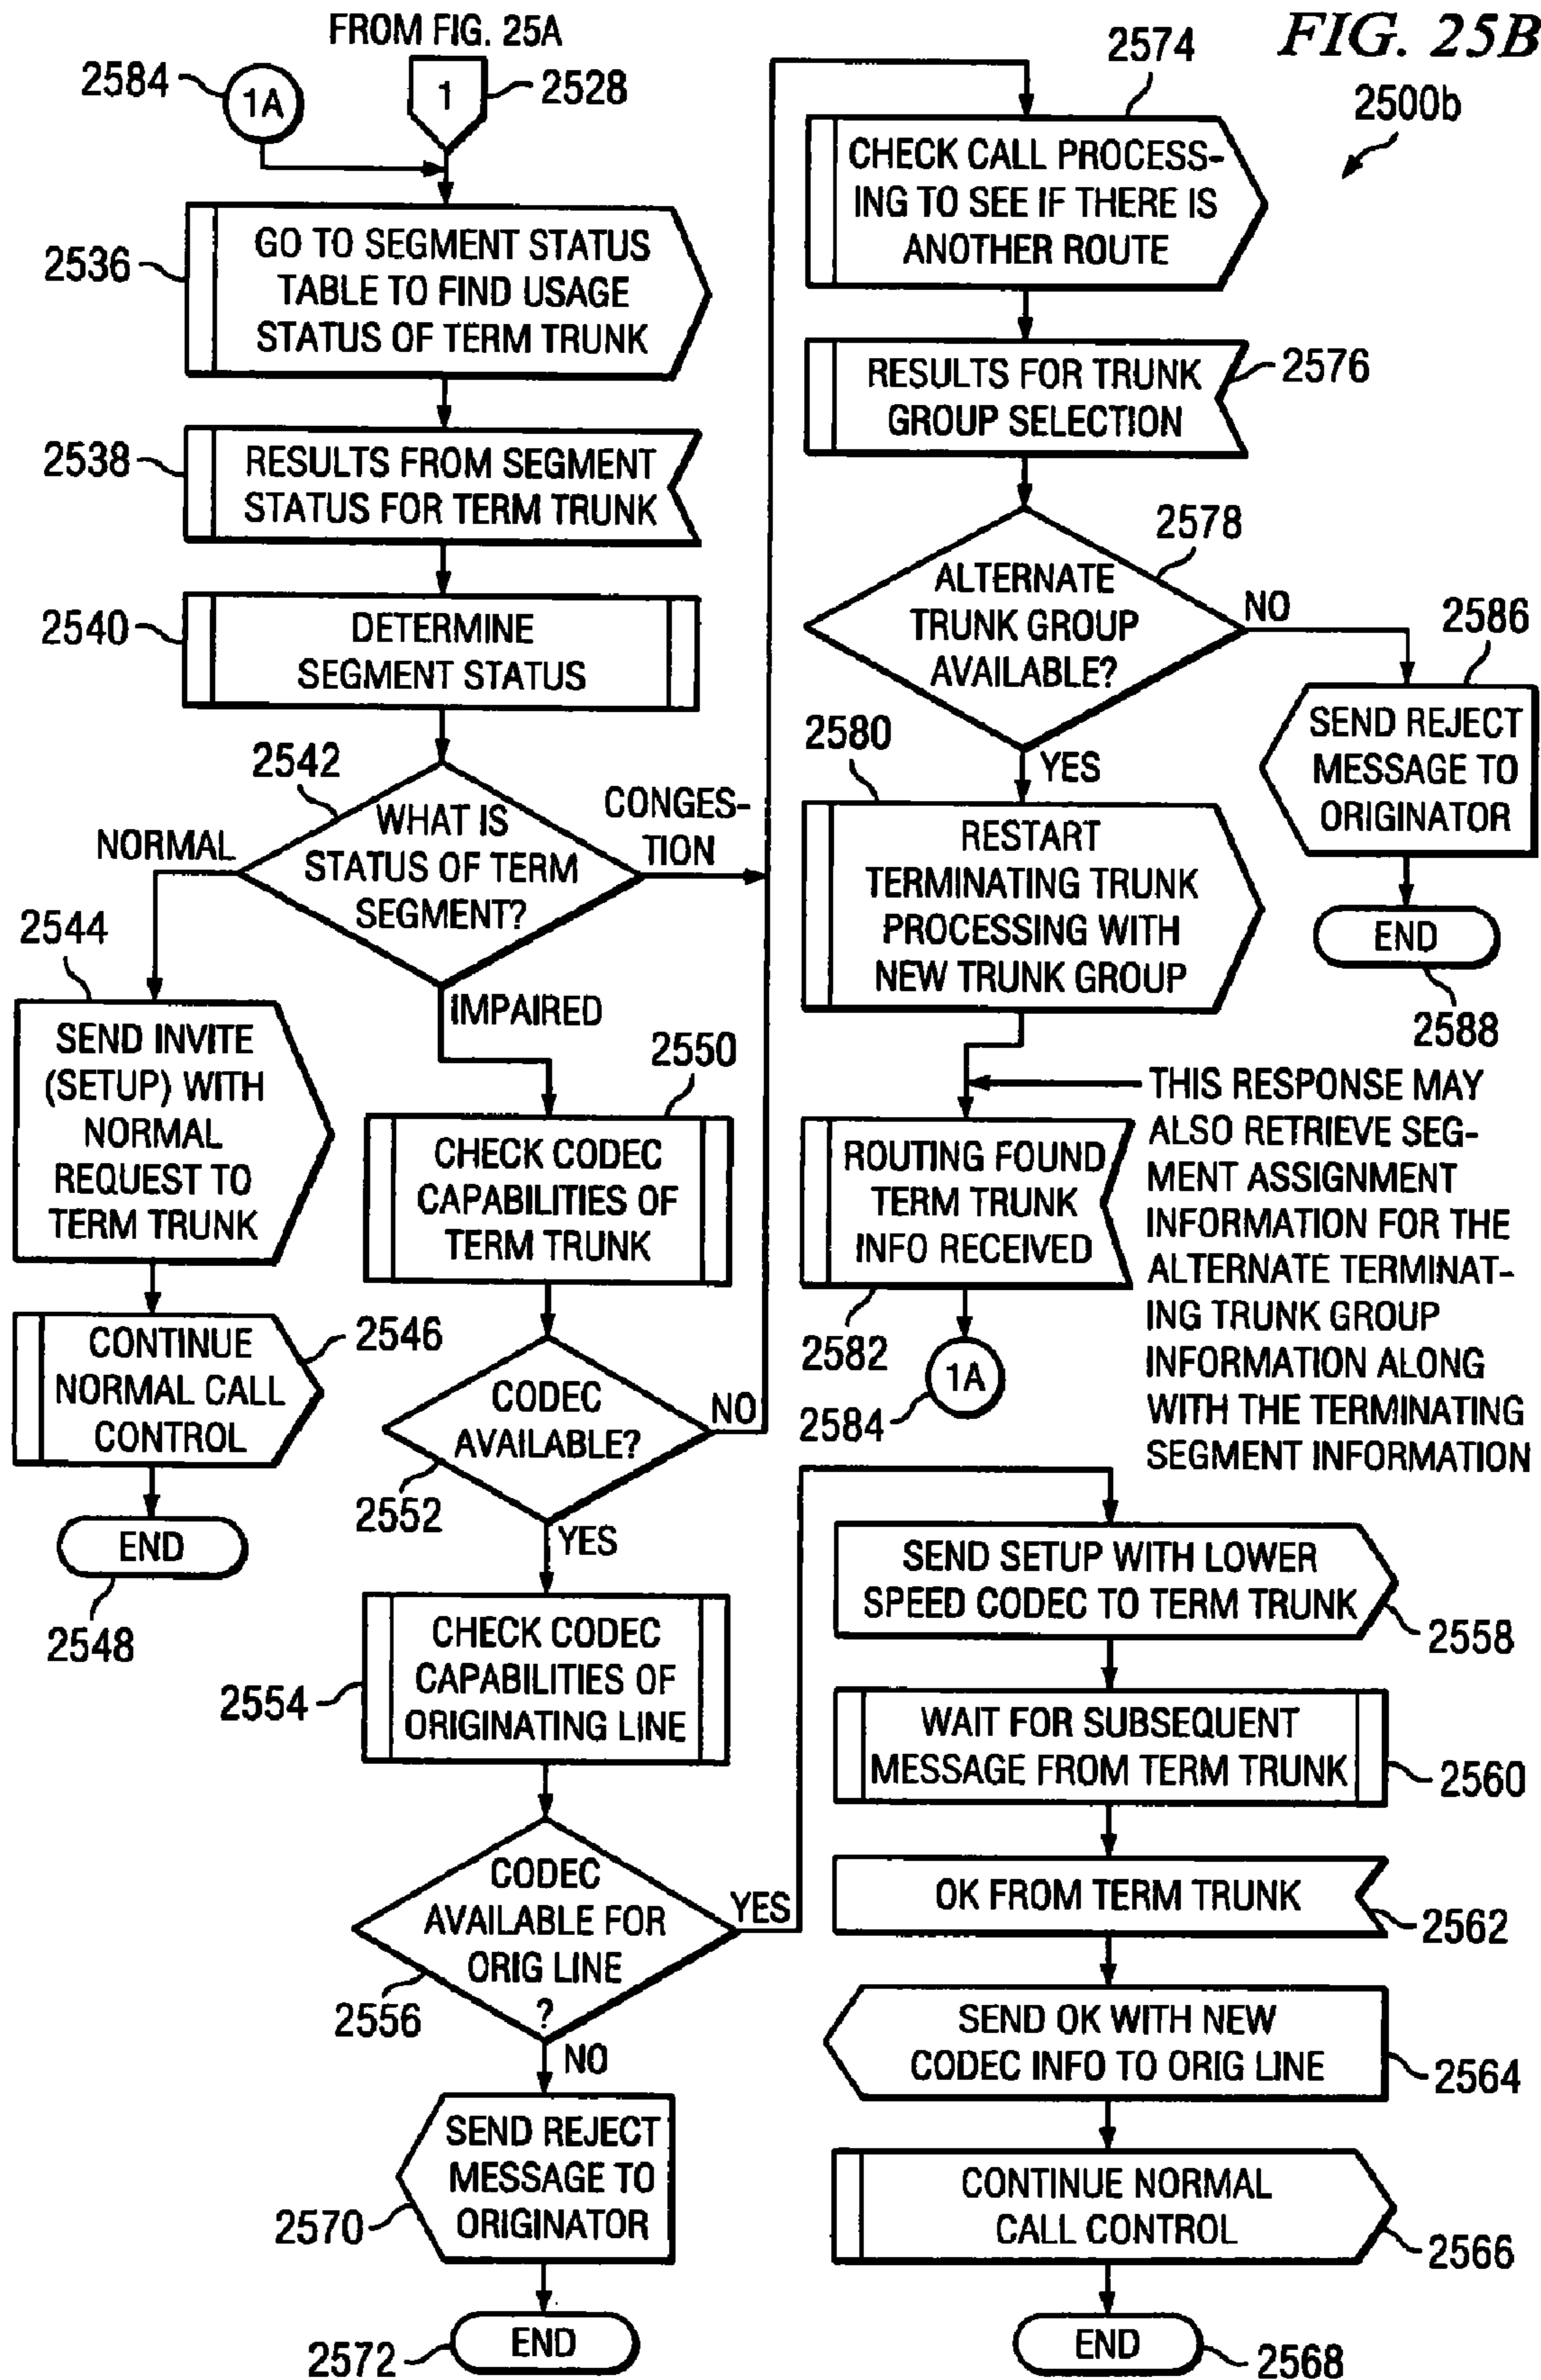 FIG. 25B
2500b
FROM FIG. 25A
2584
1A
1
2528
2536
GO TO SEGMENT STATUS
TABLE TO FIND USAGE
STATUS OF TERM TRUNK
2538
RESULTS FROM SEGMENT
STATUS FOR TERM TRUNK
2540
DETERMINE
SEGMENT STATUS
2542
WHAT IS
STATUS OF TERM
SEGMENT?
NORMAL
CONGES-
TION
IMPAIRED
2544
SEND INVITE
(SETUP) WITH
NORMAL
REQUEST TO
TERM TRUNK
CONTINUE
NORMAL CALL
CONTROL
2546
END
2548
2550
CHECK CODEC
CAPABILITIES OF
TERM TRUNK
CODEC
AVAILABLE?
NO
2552
YES
CHECK CODEC
CAPABILITIES OF
ORIGINATING LINE
2554
CODEC
AVAILABLE FOR
ORIG LINE
?
YES
2556
NO
SEND REJECT
MESSAGE TO
ORIGINATOR
2570
END
2572
2574
CHECK CALL PROCESS-
ING TO SEE IF THERE IS
ANOTHER ROUTE
RESULTS FOR TRUNK
GROUP SELECTION
2576
2578
ALTERNATE
TRUNK GROUP
AVAILABLE?
NO
2586
SEND REJECT
MESSAGE TO
ORIGINATOR
END
2588
YES
2580
RESTART
TERMINATING TRUNK
PROCESSING WITH
NEW TRUNK GROUP
ROUTING FOUND
TERM TRUNK
INFO RECEIVED
2582
1A
2584
THIS RESPONSE MAY
ALSO RETRIEVE SEG-
MENT ASSIGNMENT
INFORMATION FOR THE
ALTERNATE TERMINAT-
ING TRUNK GROUP
INFORMATION ALONG
WITH THE TERMINATING
SEGMENT INFORMATION
SEND SETUP WITH LOWER
SPEED CODEC TO TERM TRUNK
2558
WAIT FOR SUBSEQUENT
MESSAGE FROM TERM TRUNK
2560
OK FROM TERM TRUNK
2562
SEND OK WITH NEW
CODEC INFO TO ORIG LINE
2564
CONTINUE NORMAL
CALL CONTROL
2566
END
2568